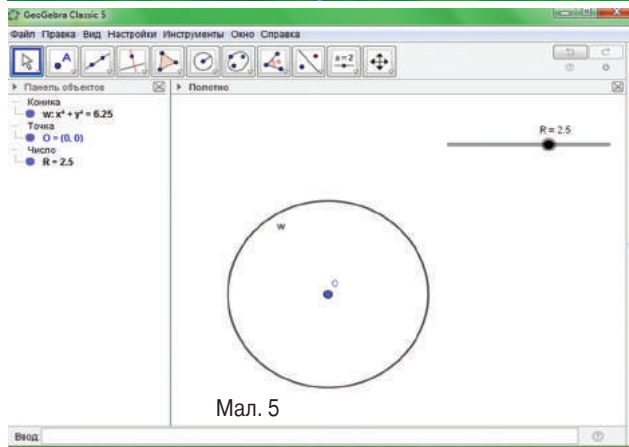 GeoGebra Classic 5
Файл Правка Вид Настройки Инструменты Окно Справка
A
a=2
Панель объектов
Полотно
Коника
w: x² + y² = 6.25
Точка
O = (0, 0)
Число
R = 2.5
R = 2.5
w
O
Мал. 5
Ввод: